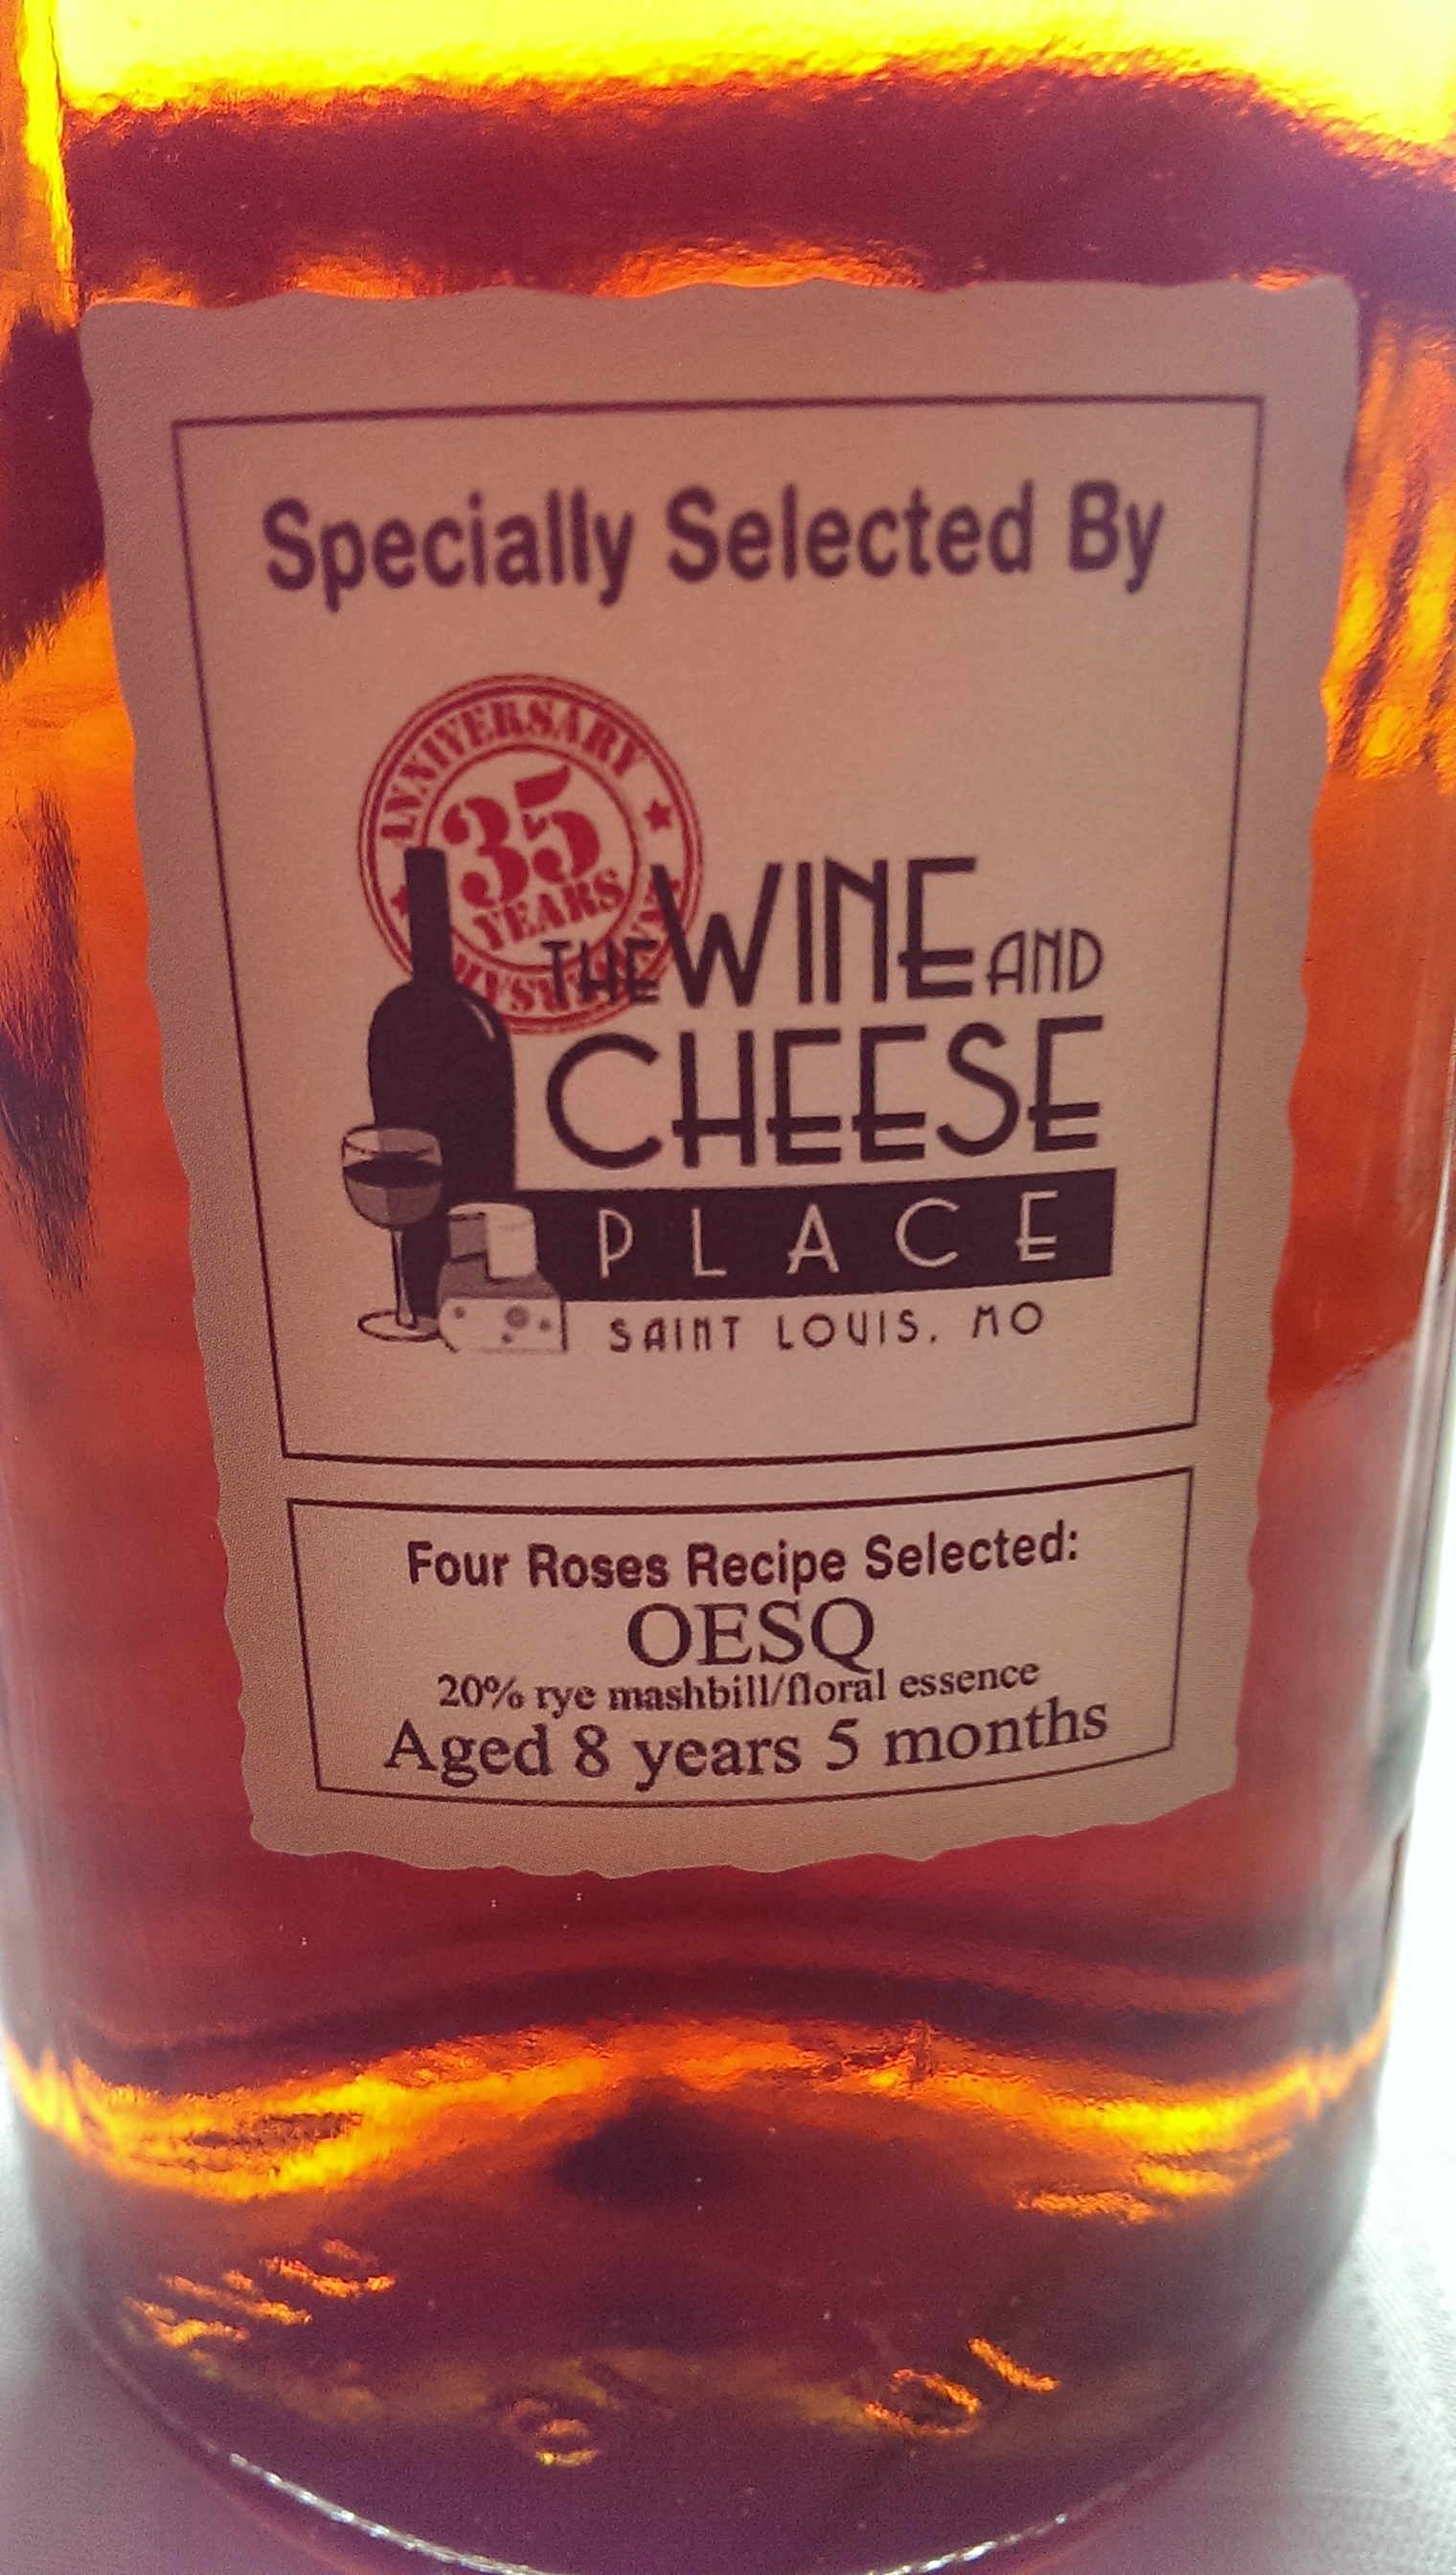 Specially Selected By
ANNIVERSARY
35
YEARS
THE WINE AND
CHEESE
PLACE
SAINT LOUIS, MO
Four Roses Recipe Selected:
OESQ
20% rye mashbill/floral essence
Aged 8 years 5 months